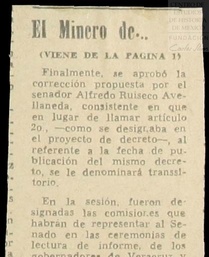 El Minero de...
(VIENE DE LA PAGINA 1)
Finalmente, se aprobó la
corrección propuesta por el
senador Alfredo Ruiseco Ave-
llaneda, consistente en que
en lugar de llamar artículo
2o., —como se designaba en
el proyecto de decreto—, al
referente a la fecha de pu-
blicación del mismo decre-
to, se le denominará transi-
torio.
En la sesión, fueron de-
signadas las comisiones que
habrán de representar al Se-
nado en las ceremonias de
lectura de informe, de los
gobernadores de Veracruz y